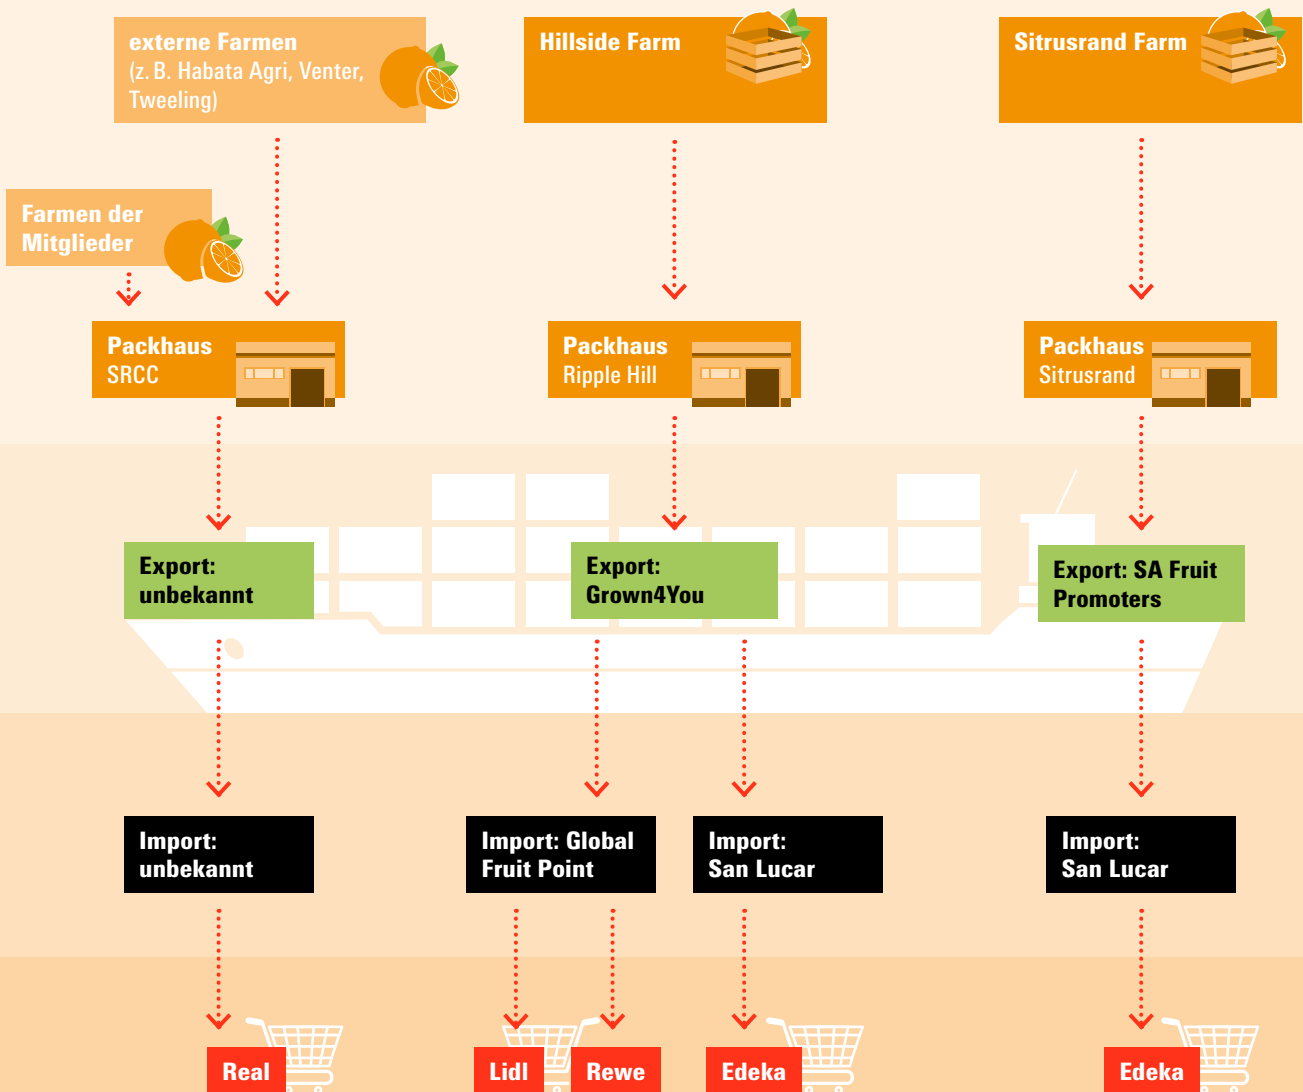 externe Farmen
(z. B. Habata Agri, Venter,
Tweeling)
Hillside Farm
Sitrusrand Farm
Farmen der
Mitglieder
Packhaus
SRCC
Packhaus
Ripple Hill
Packhaus
Sitrusrand
Export:
unbekannt
Export:
Grown4You
Export: SA Fruit
Promoters
Import:
unbekannt
Import: Global
Fruit Point
Import:
San Lucar
Import:
San Lucar
Real
Lidl
Rewe
Edeka
Edeka